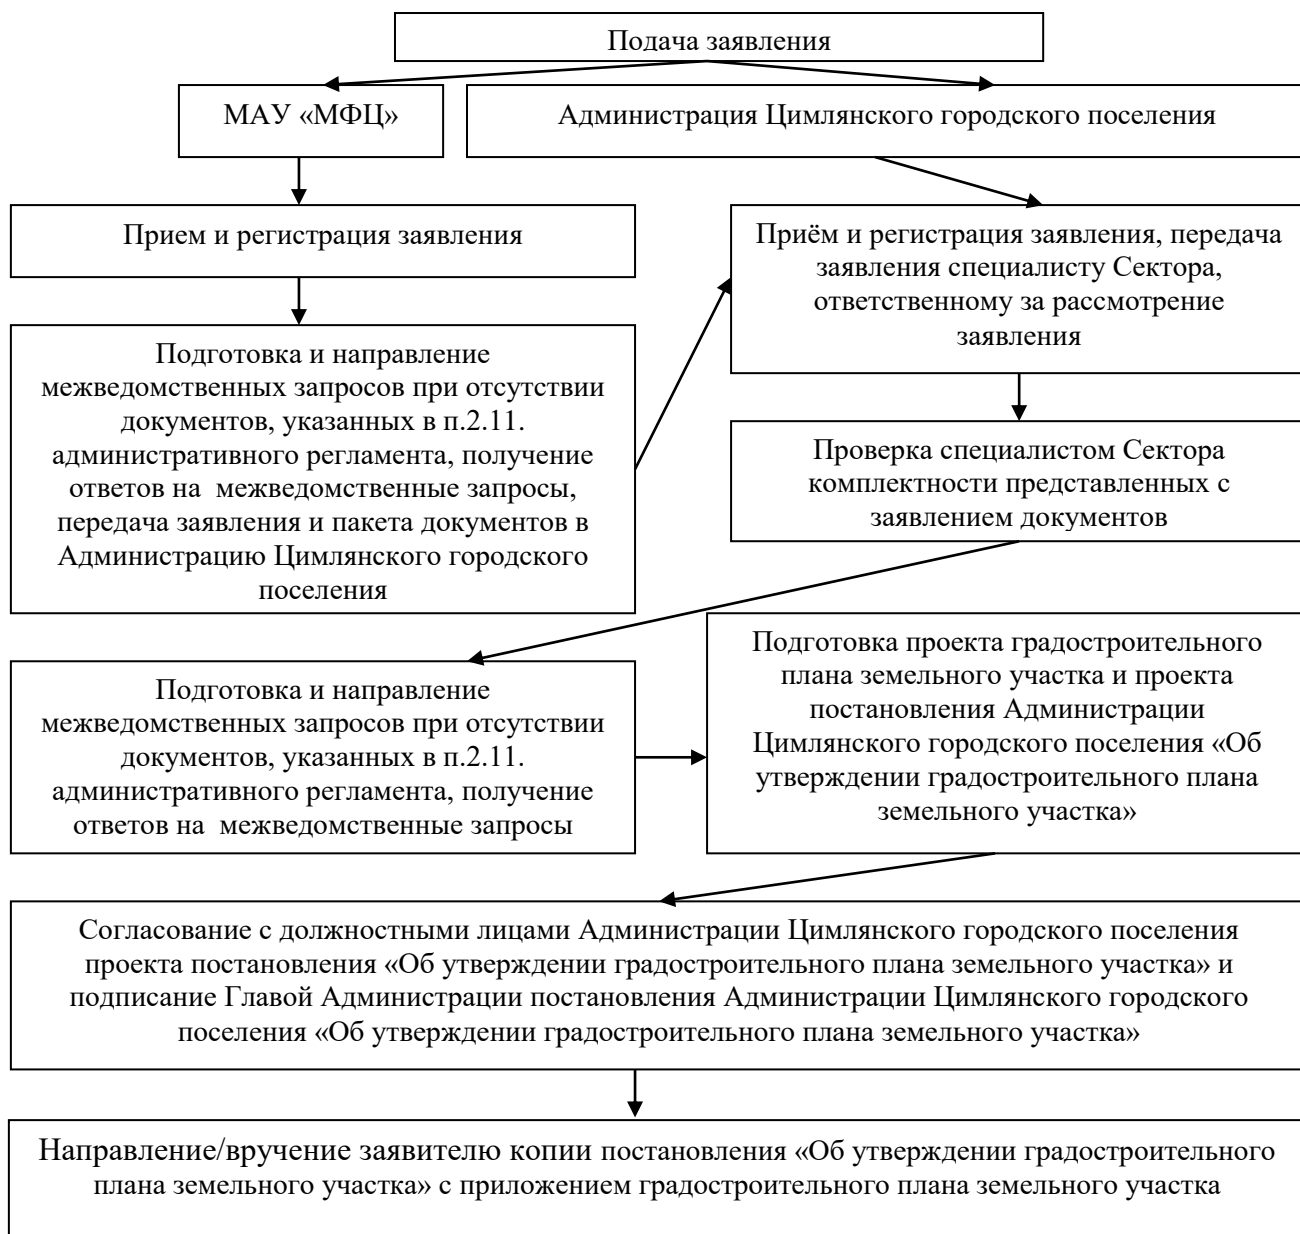 Подача заявления
МАУ «МФЦ»
Администрация Цимлянского городского поселения
Прием и регистрация заявления
Приём и регистрация заявления, передача
заявления специалисту Сектора,
ответственному за рассмотрение
заявления
Подготовка и направление
межведомственных запросов при отсутствии
документов, указанных в п.2.11.
административного регламента, получение
ответов на межведомственные запросы,
передача заявления и пакета документов в
Администрацию Цимлянского городского
поселения
Проверка специалистом Сектора
комплектности представленных с
заявлением документов
Подготовка и направление
межведомственных запросов при отсутствии
документов, указанных в п.2.11.
административного регламента, получение
ответов на межведомственные запросы
Подготовка проекта градостроительного
плана земельного участка и проекта
постановления Администрации
Цимлянского городского поселения «Об
утверждении градостроительного плана
земельного участка»
Согласование с должностными лицами Администрации Цимлянского городского поселения
проекта постановления «Об утверждении градостроительного плана земельного участка» и
подписание Главой Администрации постановления Администрации Цимлянского городского
поселения «Об утверждении градостроительного плана земельного участка»
Направление/вручение заявителю копии постановления «Об утверждении градостроительного
плана земельного участка» с приложением градостроительного плана земельного участка